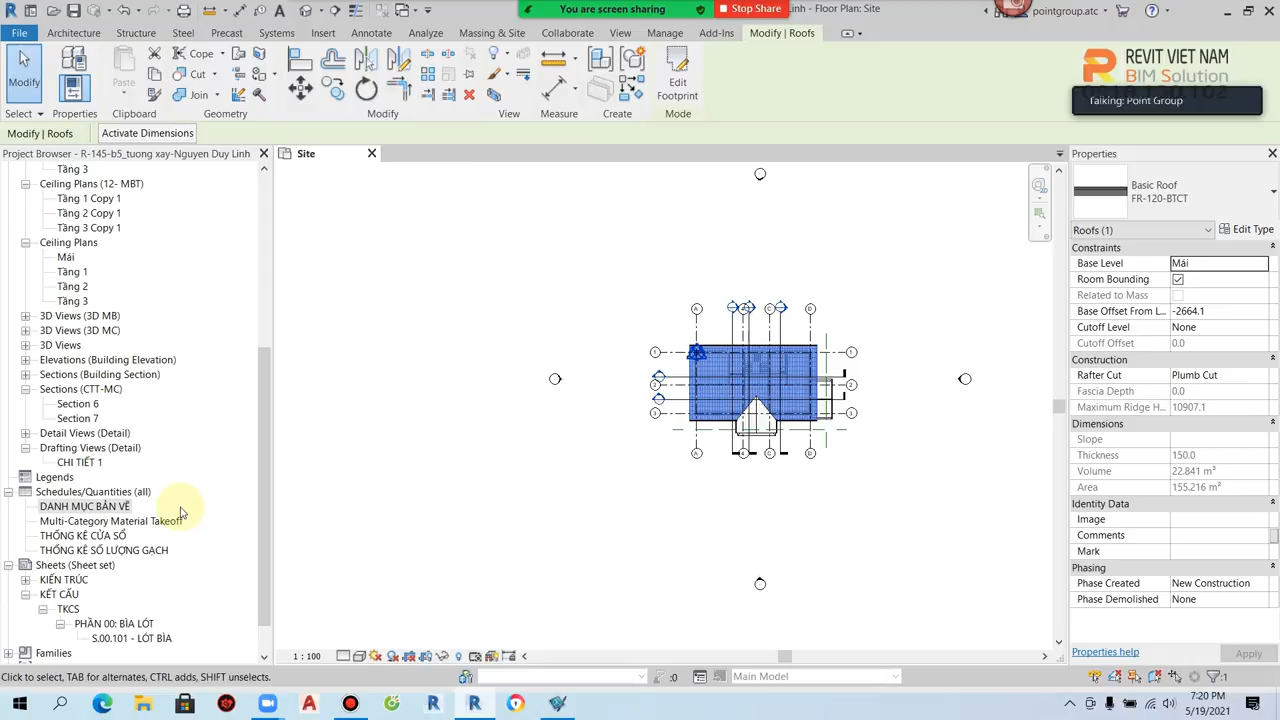 You are screen sharing
Stop Share
inh - Floor Plan: Site
pointgroup.atc
File
Architecture
Structure
Steel
Precast
Systems
Insert
Annotate
Analyze
Massing & Site
Collaborate
View
Manage
Add-Ins
Modify | Roofs
Modify
Paste
Cope
Cut
Join
Edit
Footprint
Select
Properties
Clipboard
Geometry
Modify
View
Measure
Create
Mode
REVIT VIET NAM
BIM Solution
Talking: Point Group
Modify | Roofs
Activate Dimensions
Project Browser - R-145-b5_tuong xay-Nguyen Duy Linh
Site
Tầng 3
Ceiling Plans (12- MBT)
Tầng 1 Copy 1
Tầng 2 Copy 1
Tầng 3 Copy 1
Ceiling Plans
Mái
Tầng 1
Tầng 2
Tầng 3
3D Views (3D MB)
3D Views (3D MC)
3D Views
Elevations (Building Elevation)
Sections (Building Section)
Sections (CTT-MC)
Section 6
Section 7
Detail Views (Detail)
Drafting Views (Detail)
CHI TIẾT 1
Legends
Schedules/Quantities (all)
DANH MỤC BẢN VẼ
Multi-Category Material Takeoff
THỐNG KÊ CỬA SỔ
THỐNG KÊ SỐ LƯỢNG GẠCH
Sheets (Sheet set)
KIẾN TRÚC
KẾT CẤU
TKCS
PHẦN 00: BÌA LÓT
S.00.101 - LÓT BÌA
Families
A
D
A
C
D
1
2
3
1
2
3
1 : 100
Properties
Basic Roof
FR-120-BTCT
Roofs (1)
Edit Type
Constraints
Base Level Mái
Room Bounding
Related to Mass
Base Offset From L... -2664.1
Cutoff Level None
Cutoff Offset 0.0
Construction
Rafter Cut Plumb Cut
Fascia Depth 0.0
Maximum Ridge H... 10907.1
Dimensions
Slope
Thickness 150.0
Volume 22.841 m³
Area 155.216 m²
Identity Data
Image
Comments
Mark
Phasing
Phase Created New Construction
Phase Demolished None
Properties help
Apply
Click to select, TAB for alternates, CTRL adds, SHIFT unselects.
:0
Main Model
:1
7:20 PM
5/19/2021